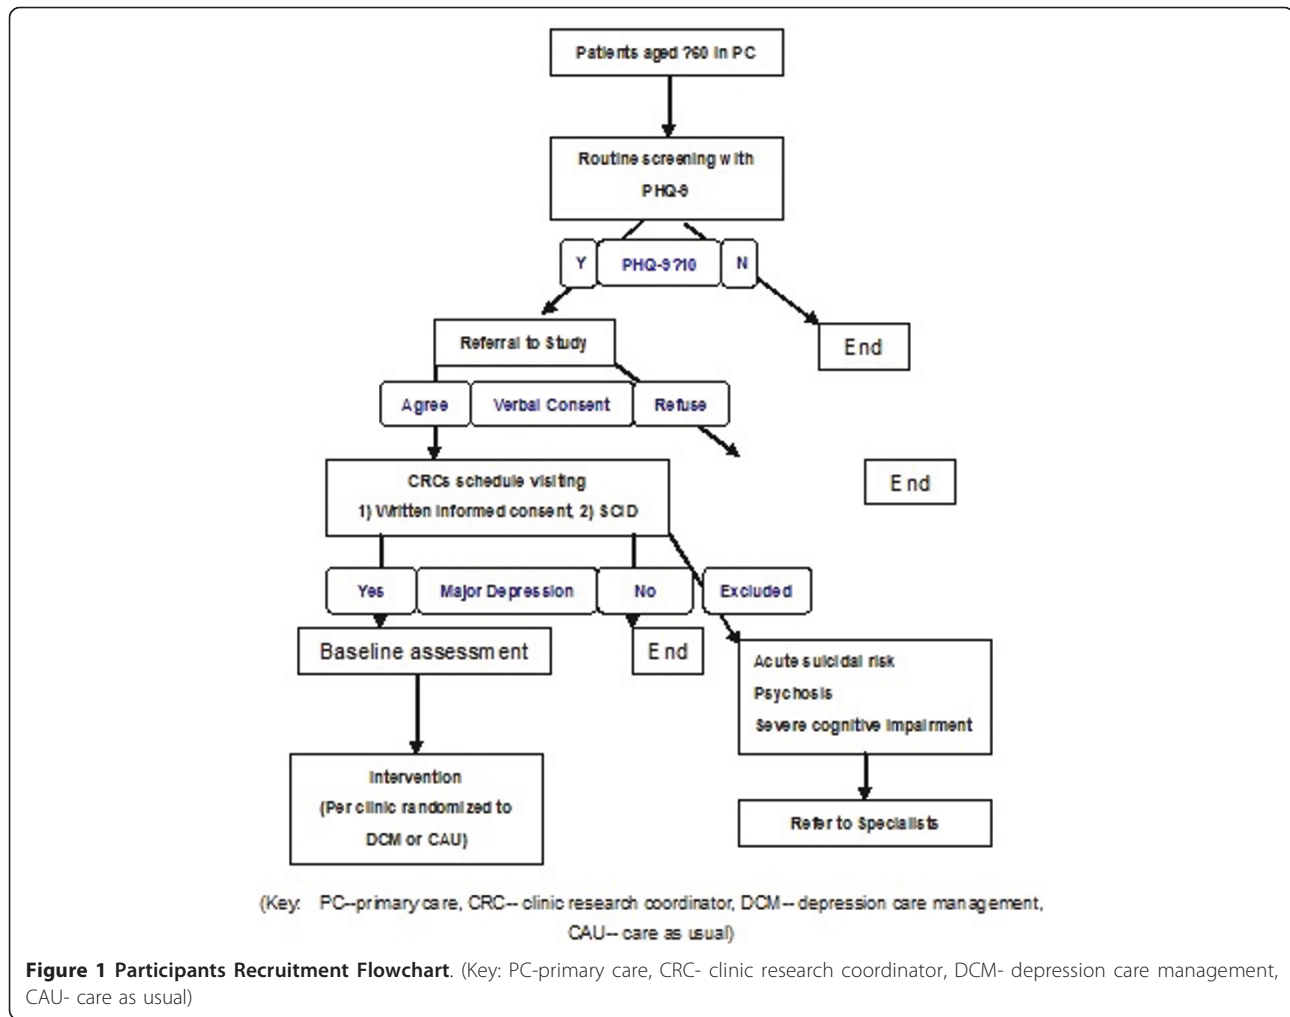 Patients aged ?60 in PC
Routine screening with
PHQ-9
Y PHQ-9?10 N
Referral to Study
End
Agree Verbal Consent Refuse
CRCs schedule visiting
1) Written informed consent, 2) SCID
End
Yes Major Depression No Excluded
Baseline assessment
End
Acute suicidal risk
Psychosis
Severe cognitive impairment
Intervention
(Per clinic randomized to
DCM or CAU)
Refer to Specialists
(Key: PC--primary care, CRC-- clinic research coordinator, DCM-- depression care management,
CAU-- care as usual)
Figure 1 Participants Recruitment Flowchart. (Key: PC-primary care, CRC- clinic research coordinator, DCM- depression care management,
CAU- care as usual)